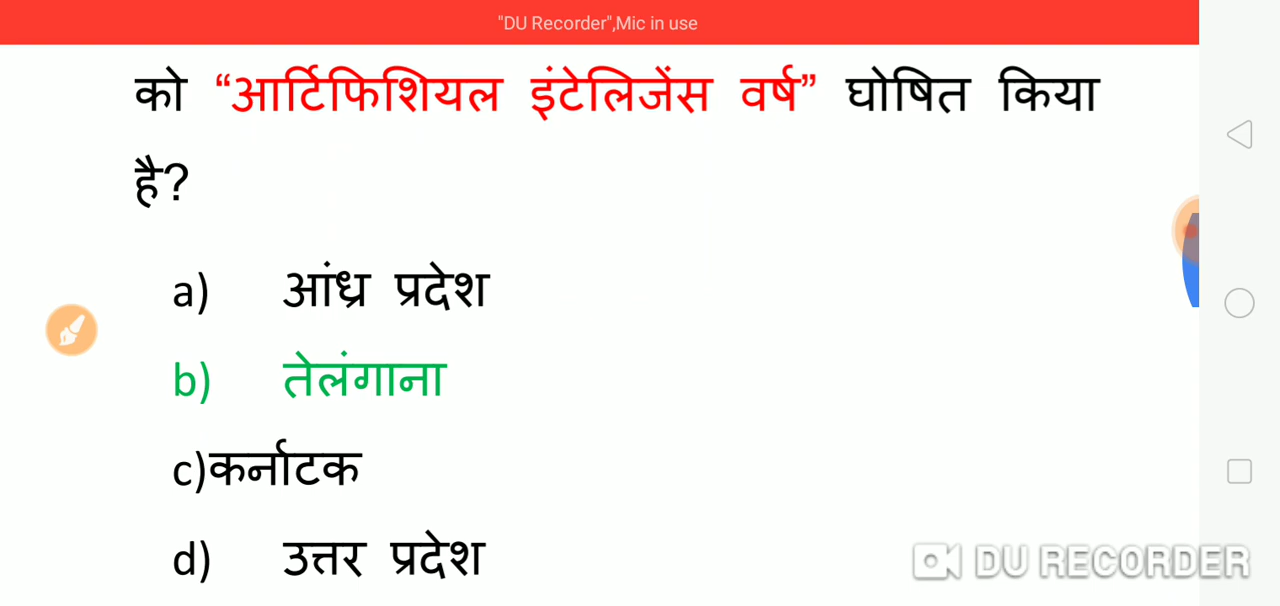 "DU Recorder",Mic in use
को “आर्टिफिशियल इंटेलिजेंस वर्ष” घोषित किया
है?
a) आंध्र प्रदेश
b) तेलंगाना
c)कर्नाटक
d) उत्तर प्रदेश
DU RECORDER